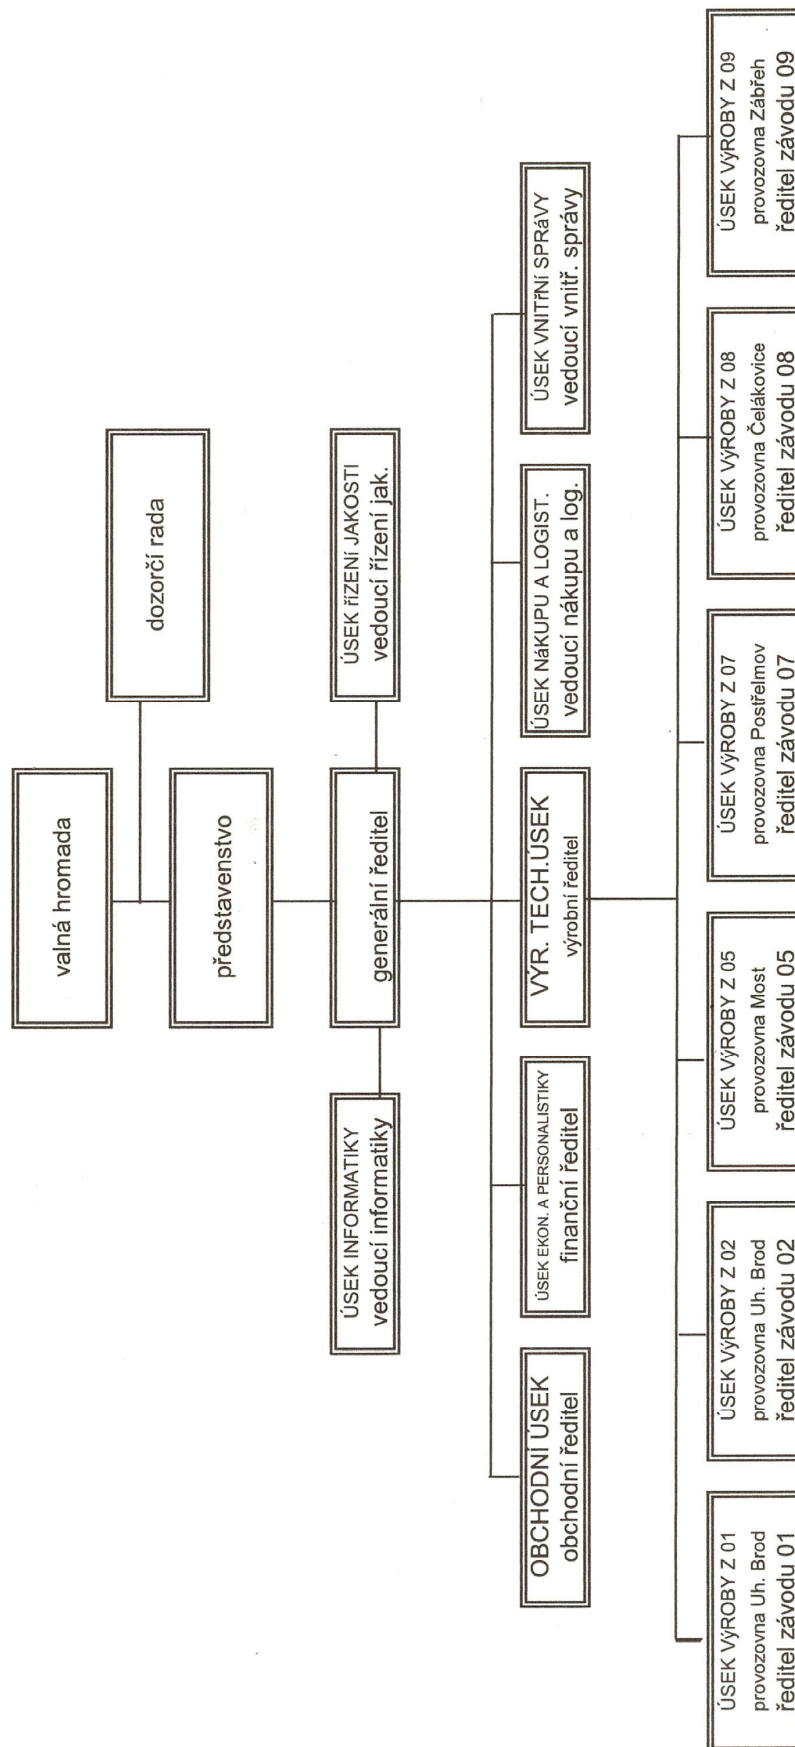 valná hromada
dozorčí rada
představenstvo
ÚSEK INFORMATIKY
vedoucí informatiky
generální ředitel
ÚSEK říZENí JAKOSTI
vedoucí řízení jak.
OBCHODNÍ ÚSEK
obchodní ředitel
ÚSEK EKON. A PERSONALISTIKY
finanční ředitel
VÝR. TECH.ÚSEK
výrobní ředitel
ÚSEK NáKUPU A LOGIST.
vedoucí nákupu a log.
ÚSEK VNITřNí SPRáVY
vedoucí vnitř. správy
ÚSEK VýROBY Z 01
provozovna Uh. Brod
ředitel závodu 01
ÚSEK VýROBY Z 02
provozovna Uh. Brod
ředitel závodu 02
ÚSEK VýROBY Z 05
provozovna Most
ředitel závodu 05
ÚSEK VýROBY Z 07
provozovna Postřelmov
ředitel závodu 07
ÚSEK VýROBY Z 08
provozovna Čelákovice
ředitel závodu 08
ÚSEK VýROBY Z 09
provozovna Zábřeh
ředitel závodu 09